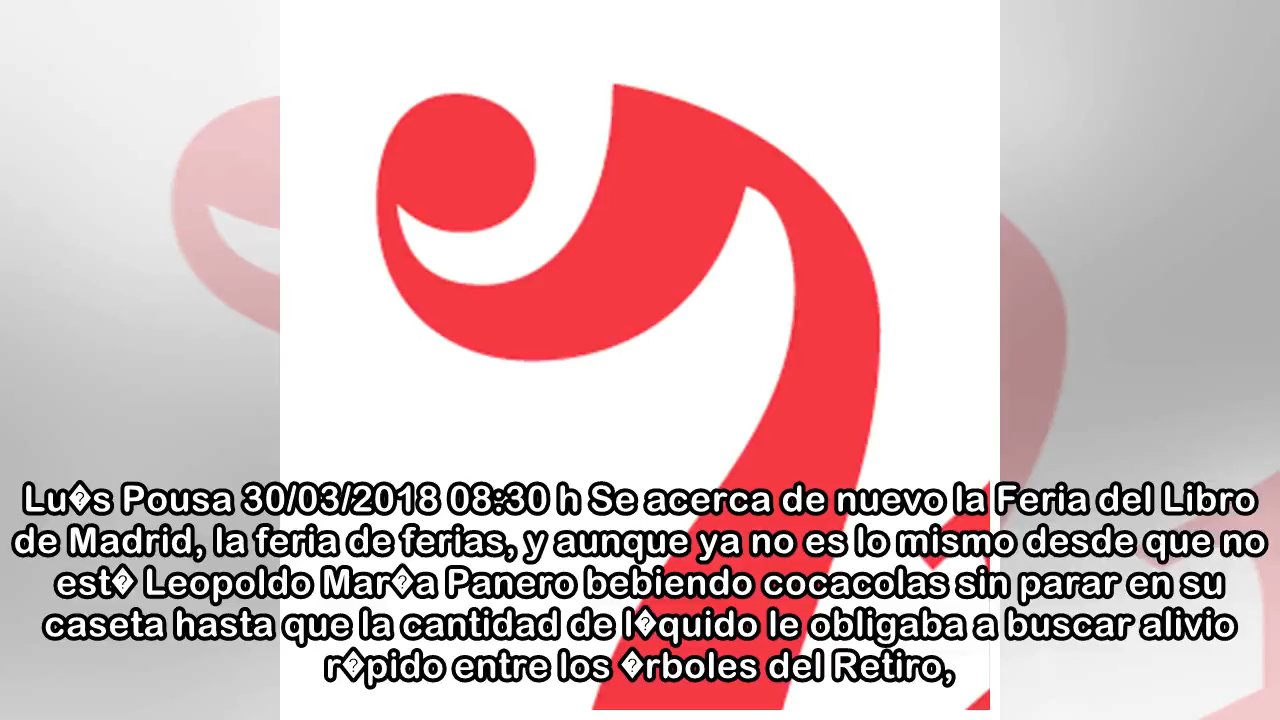 Lu�s Pousa 30/03/2018 08:30 h Se acerca de nuevo la Feria del Libro
de Madrid, la feria de ferias, y aunque ya no es lo mismo desde que no
est� Leopoldo Mar�a Panero bebiendo cocacolas sin parar en su
caseta hasta que la cantidad de l�quido le obligaba a buscar alivio
r�pido entre los �rboles del Retiro,